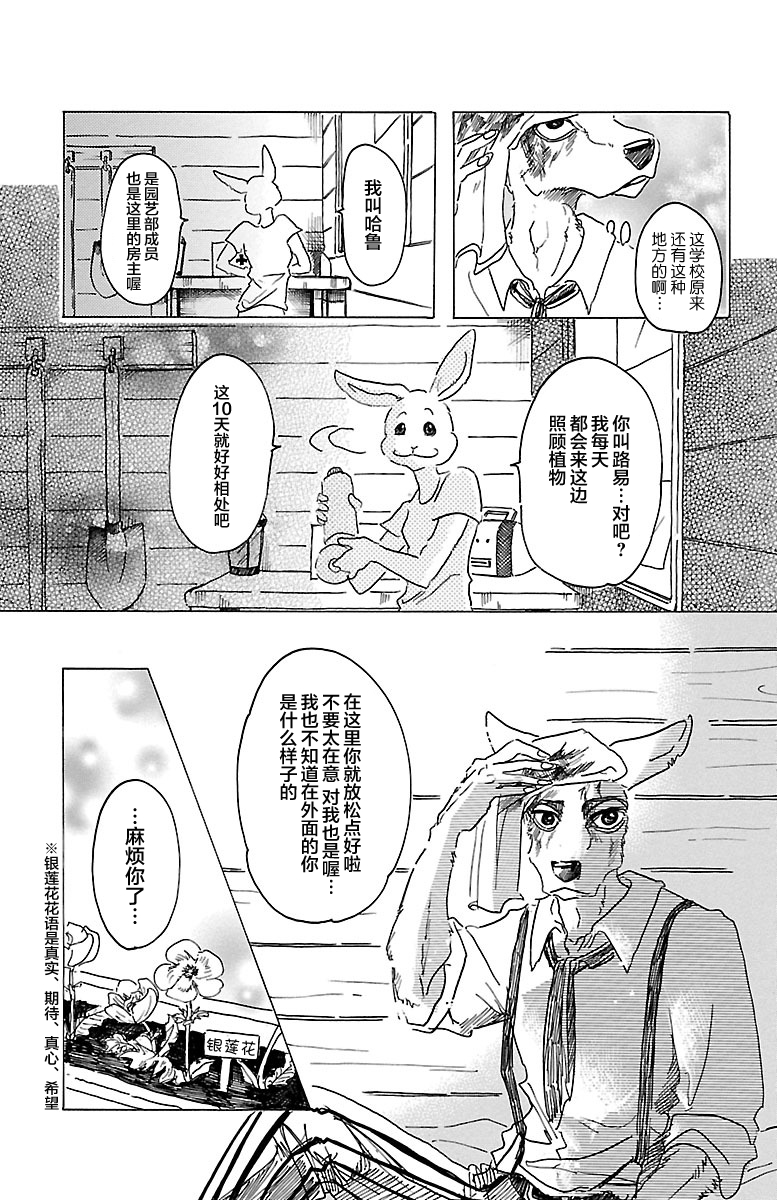 这学校原来
还有这种
地方的啊…
我叫哈鲁
是园艺部成员
也是这里的房主喔
你叫路易…对吧?
我每天
都会来这边
照顾植物
这10天就好好相处吧
在这里你就放松点好啦
不要太在意 对我也是喔…
我也不知道在外面的你
是什么样子的
…麻烦你了…
银莲花
※银莲花花语是真实、期待、真心、希望